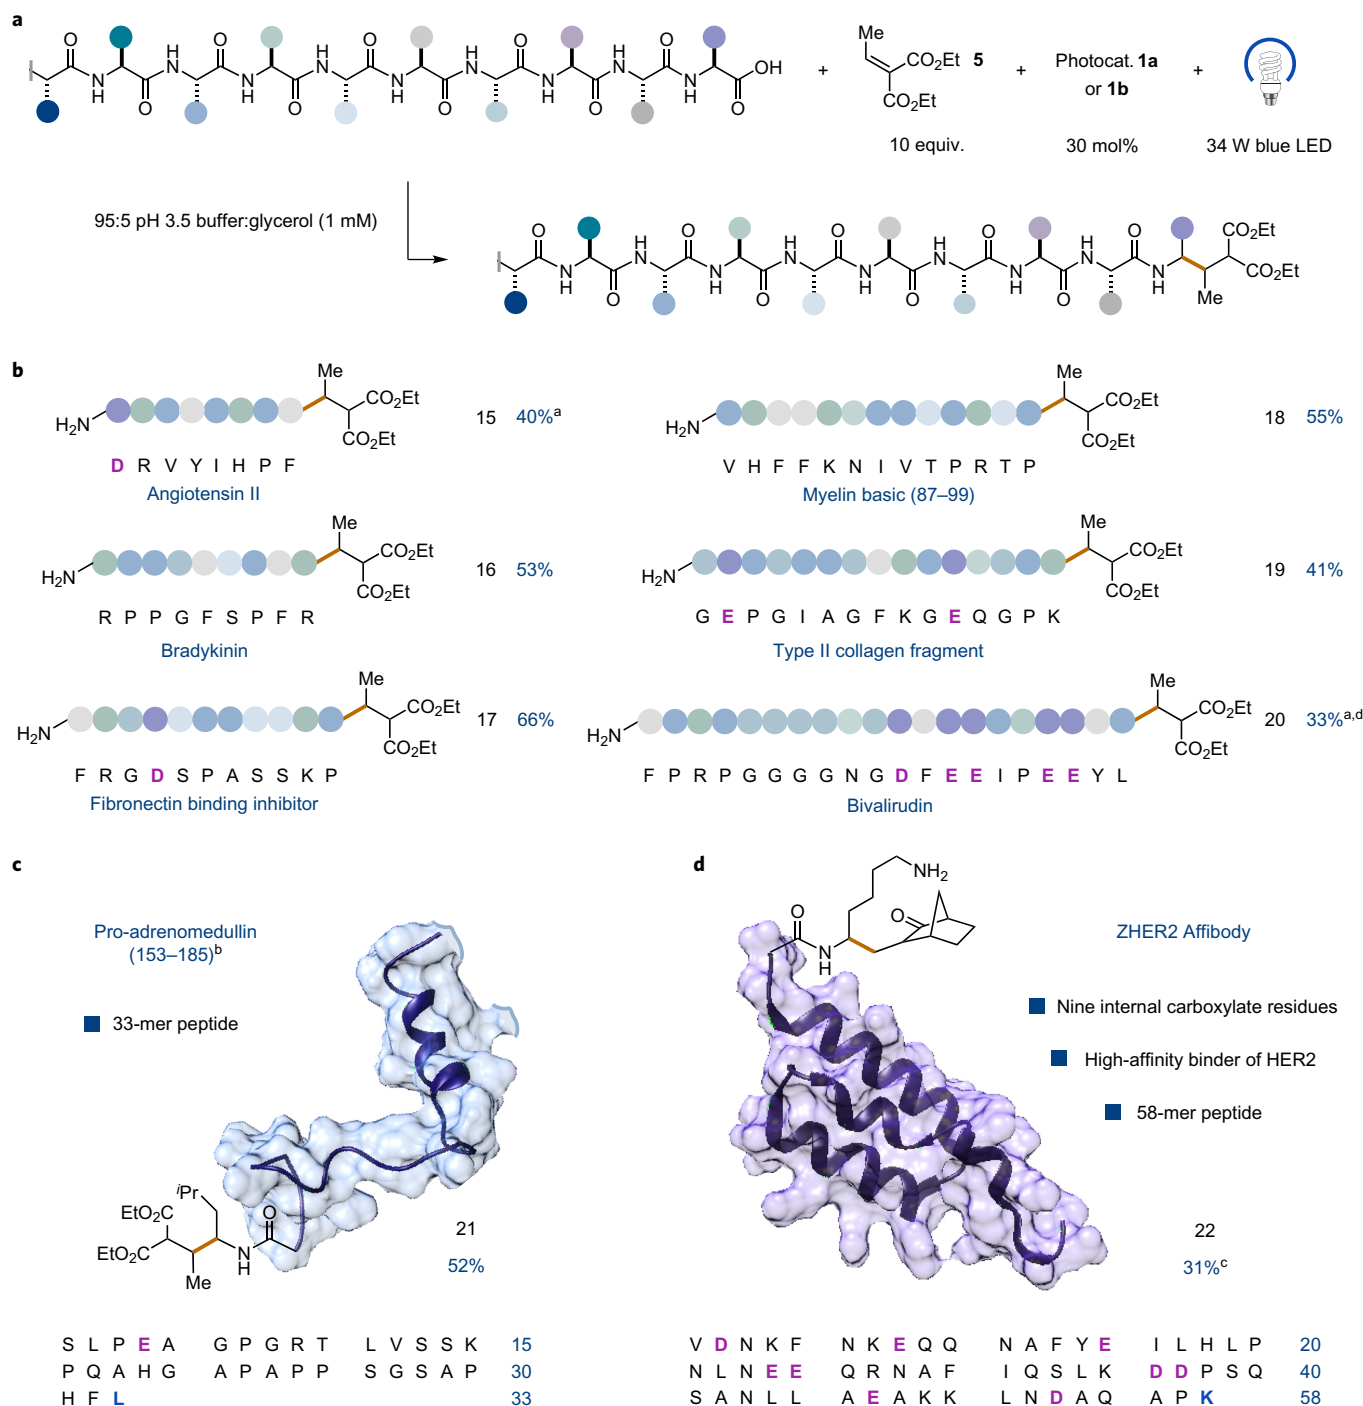 a
Me
CO2Et 5
CO2Et
10 equiv.
+
Photocat. 1a
or 1b
30 mol%
+
34 W blue LED
+
O H N O H N O H N O H N O OH
N H O N H O N H O N H O N H O
95:5 pH 3.5 buffer:glycerol (1 mM)
O H N O H N O H N O H N O CO2Et
N H O N H O N H O N H O N H Me CO2Et
b
Me
CO2Et
CO2Et
H2N
15 40%a
D R V Y I H P F
Angiotensin II
Me
CO2Et
CO2Et
H2N
18 55%
V H F F K N I V T P R T P
Myelin basic (87–99)
Me
CO2Et
CO2Et
H2N
16 53%
R P P G F S P F R
Bradykinin
Me
CO2Et
CO2Et
H2N
19 41%
G E P G I A G F K G E Q G P K
Type II collagen fragment
Me
CO2Et
CO2Et
H2N
17 66%
F R G D S P A S S K P
Fibronectin binding inhibitor
Me
CO2Et
CO2Et
H2N
20 33%a,d
F P R P G G G G N G D F E E I P E E Y L
Bivalirudin
c
Pro-adrenomedullin
(153–185)b
33-mer peptide
iPr
EtO2C
EtO2C
Me
N
H
O
21
52%
S L P E A G P G R T L V S S K 15
P Q A H G A P A P P S G S A P 30
H F L 33
d
NH2
O
O
N
H
ZHER2 Affibody
Nine internal carboxylate residues
High-affinity binder of HER2
58-mer peptide
22
31%c
V D N K F N K E Q Q N A F Y E I L H L P 20
N L N E E Q R N A F I Q S L K D D P S Q 40
S A N L L A E A K K L N D A Q A P K 58